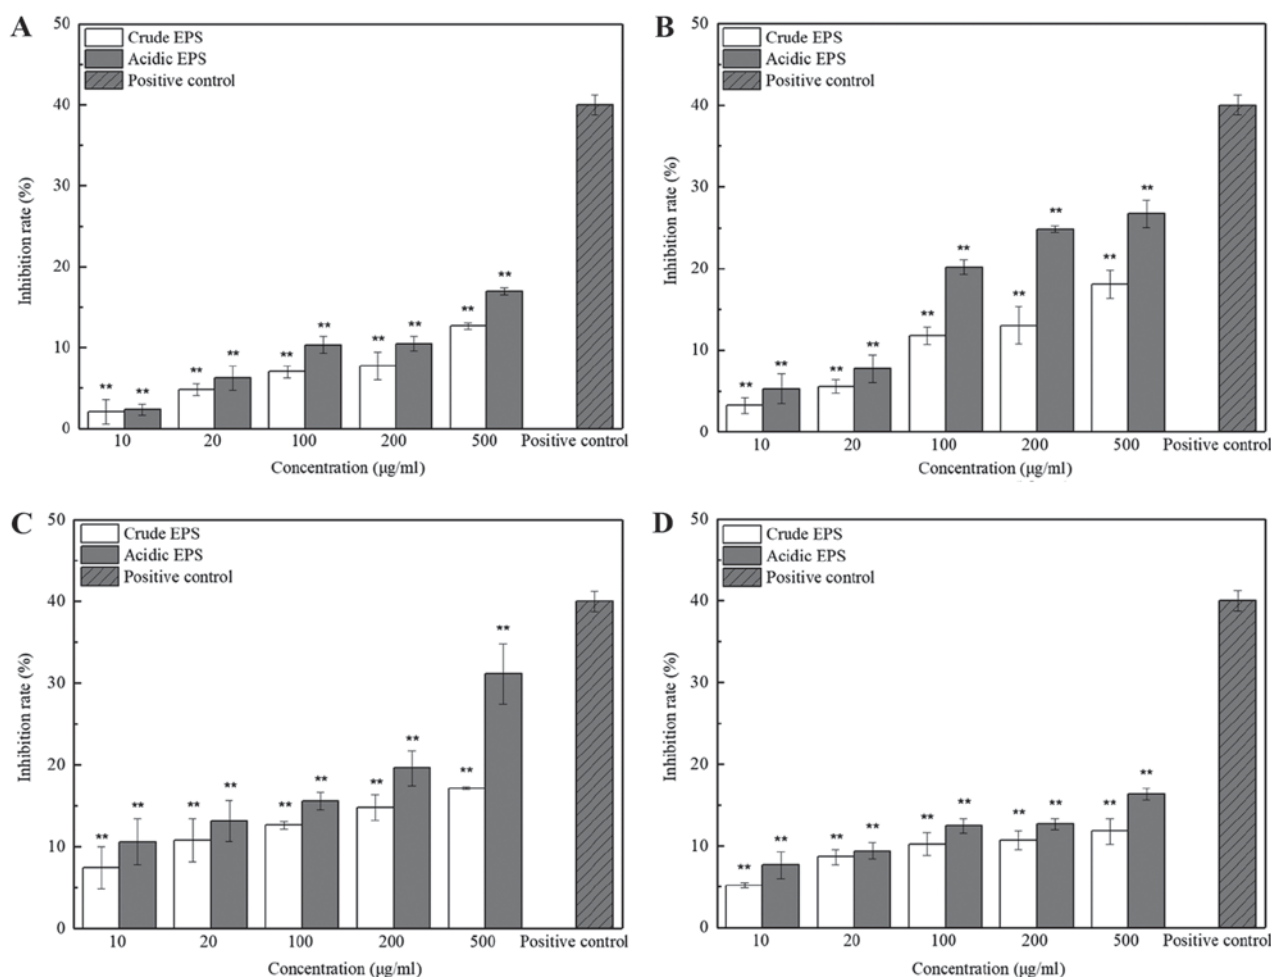 A
50
40
30
20
10
0
Inhibition rate (%)
Crude EPS
Acidic EPS
Positive control
** ** ** ** ** ** ** ** ** **
10 20 100 200 500 Positive control
Concentration (μg/ml)
B
50
40
30
20
10
0
Inhibition rate (%)
Crude EPS
Acidic EPS
Positive control
** ** ** ** ** ** ** ** ** **
10 20 100 200 500 Positive control
Concentration (μg/ml)
C
50
40
30
20
10
0
Inhibition rate (%)
Crude EPS
Acidic EPS
Positive control
** ** ** ** ** ** ** ** ** **
10 20 100 200 500 Positive control
Concentration (μg/ml)
D
50
40
30
20
10
0
Inhibition rate (%)
Crude EPS
Acidic EPS
Positive control
** ** ** ** ** ** ** ** ** **
10 20 100 200 500 Positive control
Concentration (μg/ml)